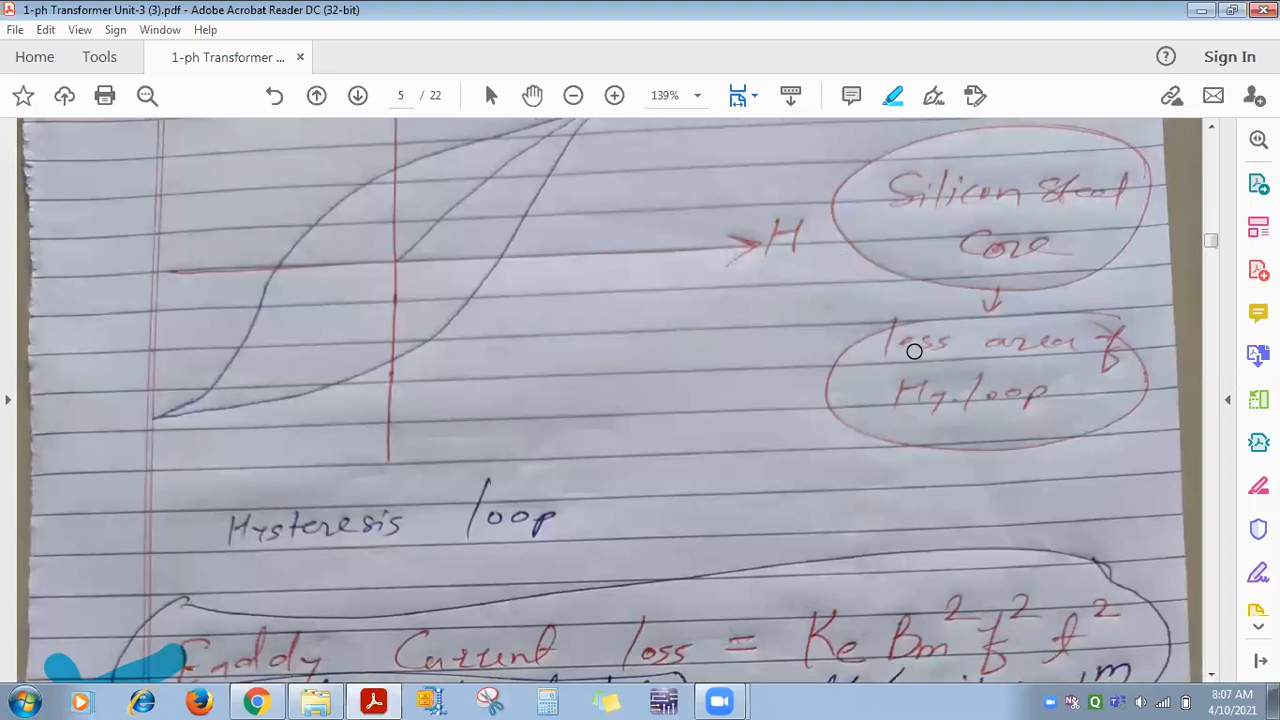 1-ph Transformer Unit-3 (3).pdf - Adobe Acrobat Reader DC (32-bit)
File Edit View Sign Window Help
Home Tools 1-ph Transformer ... × Sign In
5 / 22 139%
Silicon Steel
Core
H
less area of
Hy. loop
Hysteresis loop
Eaddy Current loss = Ke Bm² f² t²
m
8:07 AM
4/10/2021